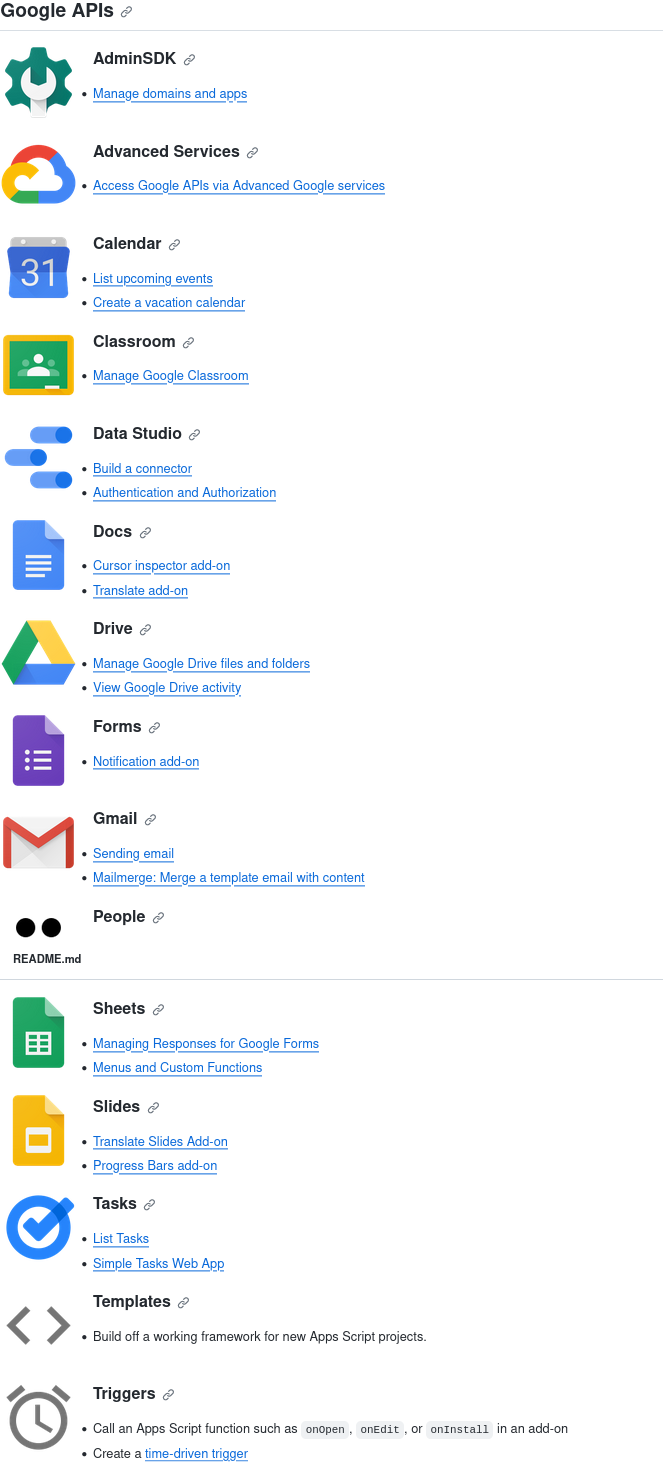 Google APIs
AdminSDK
• Manage domains and apps
Advanced Services
• Access Google APIs via Advanced Google services
31
Calendar
• List upcoming events
• Create a vacation calendar
Classroom
• Manage Google Classroom
Data Studio
• Build a connector
• Authentication and Authorization
Docs
• Cursor inspector add-on
• Translate add-on
Drive
• Manage Google Drive files and folders
• View Google Drive activity
Forms
• Notification add-on
Gmail
• Sending email
• Mailmerge: Merge a template email with content
People
README.md
Sheets
• Managing Responses for Google Forms
• Menus and Custom Functions
Slides
• Translate Slides Add-on
• Progress Bars add-on
Tasks
• List Tasks
• Simple Tasks Web App
Templates
• Build off a working framework for new Apps Script projects.
Triggers
• Call an Apps Script function such as onOpen, onEdit, or onInstall in an add-on
• Create a time-driven trigger